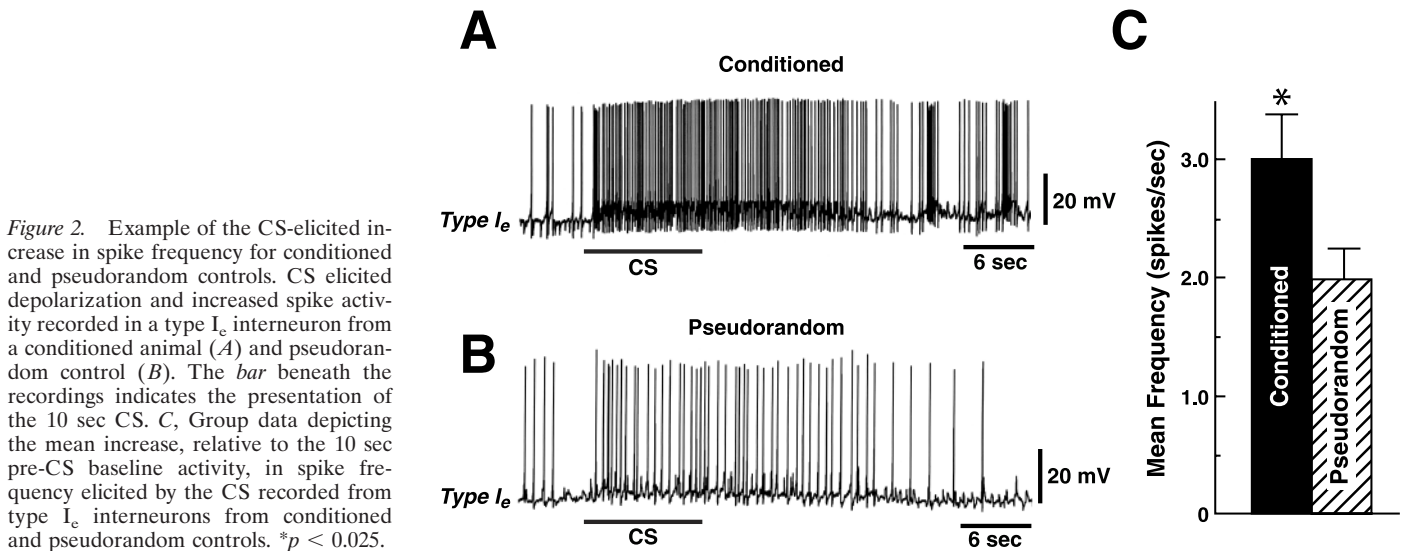 Figure 2. Example of the CS-elicited in-
crease in spike frequency for conditioned
and pseudorandom controls. CS elicited
depolarization and increased spike activ-
ity recorded in a type Ie interneuron from
a conditioned animal (A) and pseudoran-
dom control (B). The bar beneath the
recordings indicates the presentation of
the 10 sec CS. C, Group data depicting
the mean increase, relative to the 10 sec
pre-CS baseline activity, in spike fre-
quency elicited by the CS recorded from
type Ie interneurons from conditioned
and pseudorandom controls. *p < 0.025.
A
Conditioned
Type Ie
20 mV
CS
6 sec
B
Pseudorandom
Type Ie
20 mV
CS
6 sec
C
*
Mean Frequency (spikes/sec)
3.0
2.0
1.0
0
Conditioned
Pseudorandom